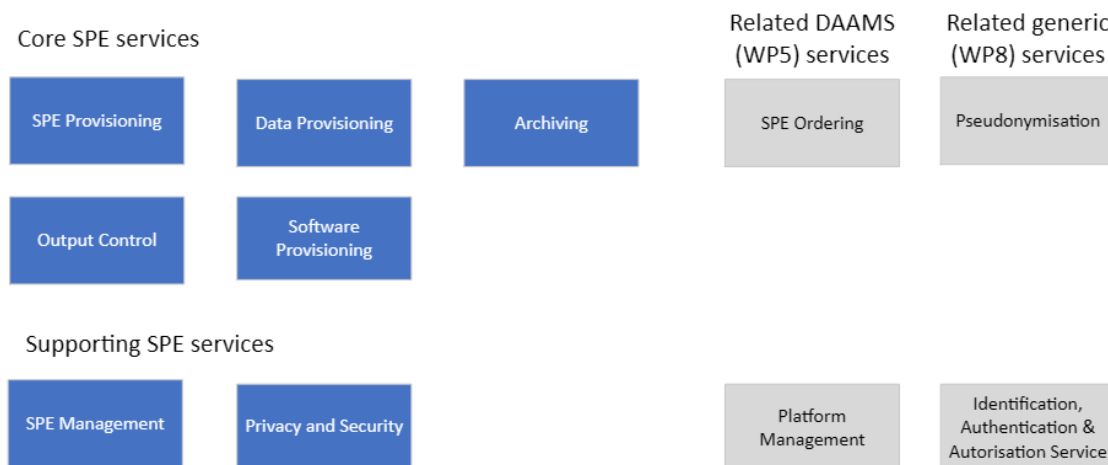 Core SPE services
Related DAAMS
(WP5) services
Related generic
(WP8) services
SPE Provisioning
Data Provisioning
Archiving
SPE Ordering
Pseudonymisation
Output Control
Software
Provisioning
Supporting SPE services
SPE Management
Privacy and Security
Platform
Management
Identification,
Authentication &
Autorisation Service